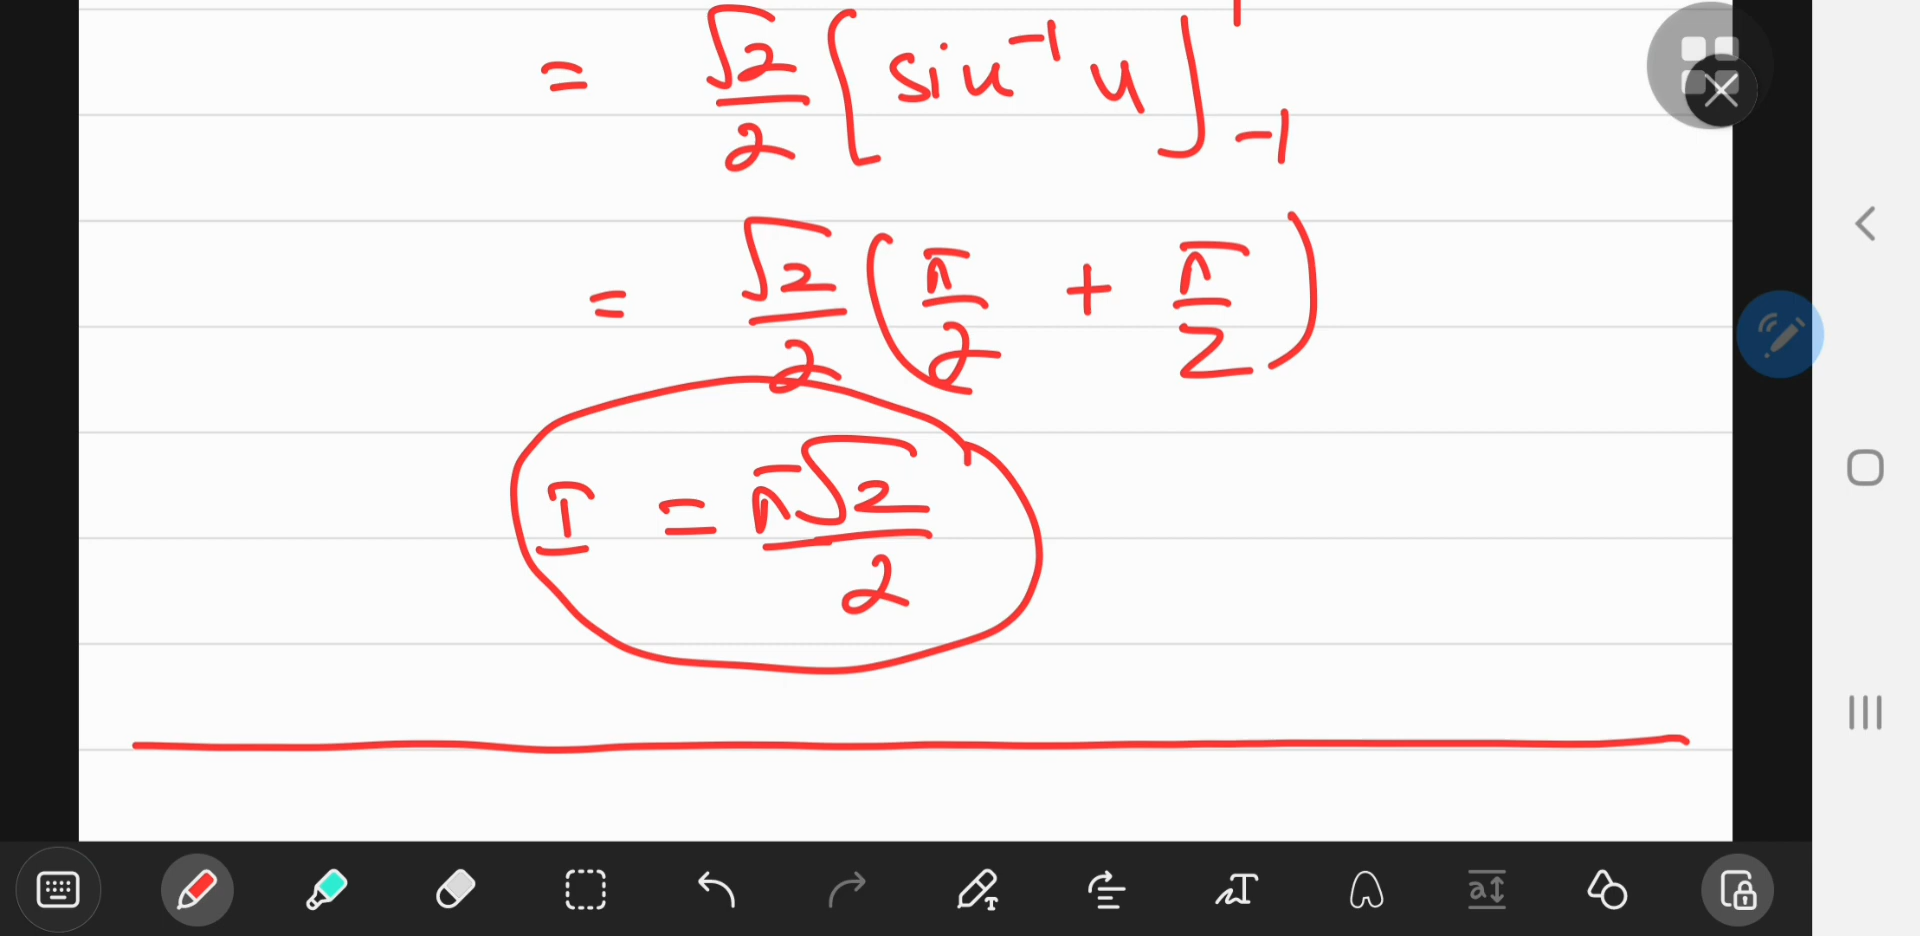 = √2/2 [sin⁻¹ u]₋₁¹
= √2/2 (π/2 + π/2)
I = π√2/2